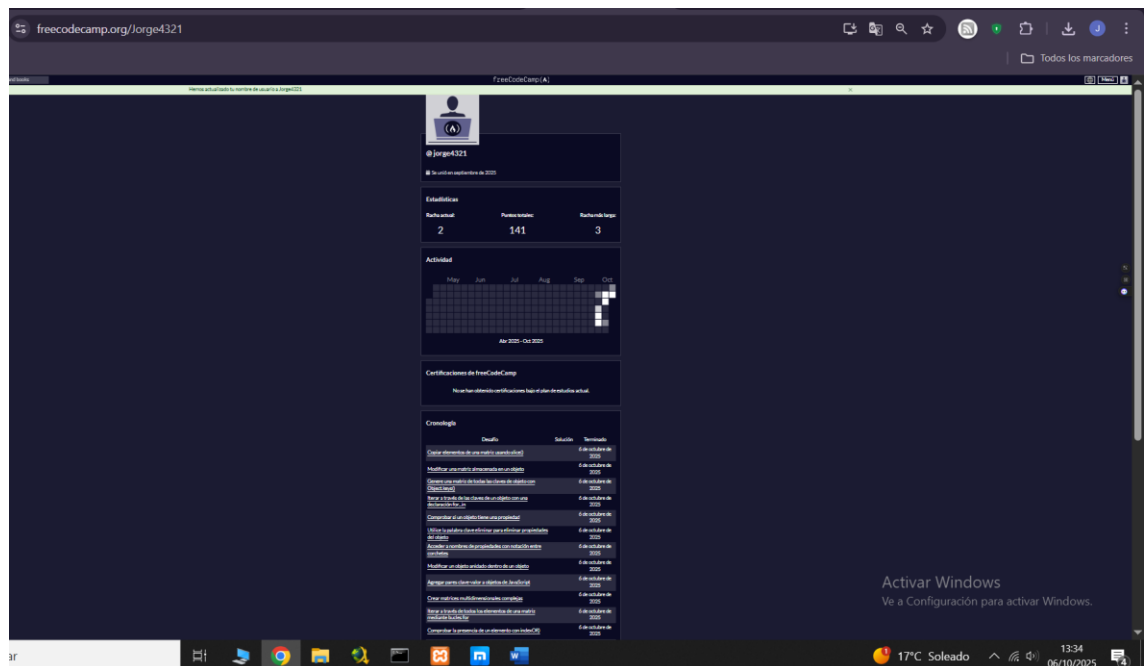 freecodecamp.org/Jorge4321
J
Todos los marcadores
freeCodeCamp(A)
Menú
Hemos actualizado tu nombre de usuario a Jorge4321
@jorge4321
Se unió en septiembre de 2025
Estadísticas
Racha actual: Puntos totales: Racha más larga:
2 141 3
Actividad
May Jun Jul Aug Sep Oct
Abr 2025 - Oct 2025
Certificaciones de freeCodeCamp
No se han obtenido certificaciones bajo el plan de estudios actual.
Cronología
Desafío Solución Terminado
Copiar elementos de una matriz usando slice() 6 de octubre de
2025
Modificar una matriz almacenada en un objeto 6 de octubre de
2025
Genere una matriz de todas las claves de objeto con 6 de octubre de
Object.keys() 2025
Iterar a través de las claves de un objeto con una 6 de octubre de
declaración for...in 2025
Comprobar si un objeto tiene una propiedad 6 de octubre de
2025
Utilice la palabra clave eliminar para eliminar propiedades 6 de octubre de
del objeto 2025
Acceder a nombres de propiedades con notación entre 6 de octubre de
corchetes 2025
Modificar un objeto anidado dentro de un objeto 6 de octubre de
2025
Agregar pares clave-valor a objetos de JavaScript 6 de octubre de
2025
Crear matrices multidimensionales complejas 6 de octubre de
2025
Iterar a través de todos los elementos de una matriz 6 de octubre de
mediante bucles for 2025
Comprobar la presencia de un elemento con indexOf() 6 de octubre de
2025
Activar Windows
Ve a Configuración para activar Windows.
ar
17°C Soleado
13:34
06/10/2025
4